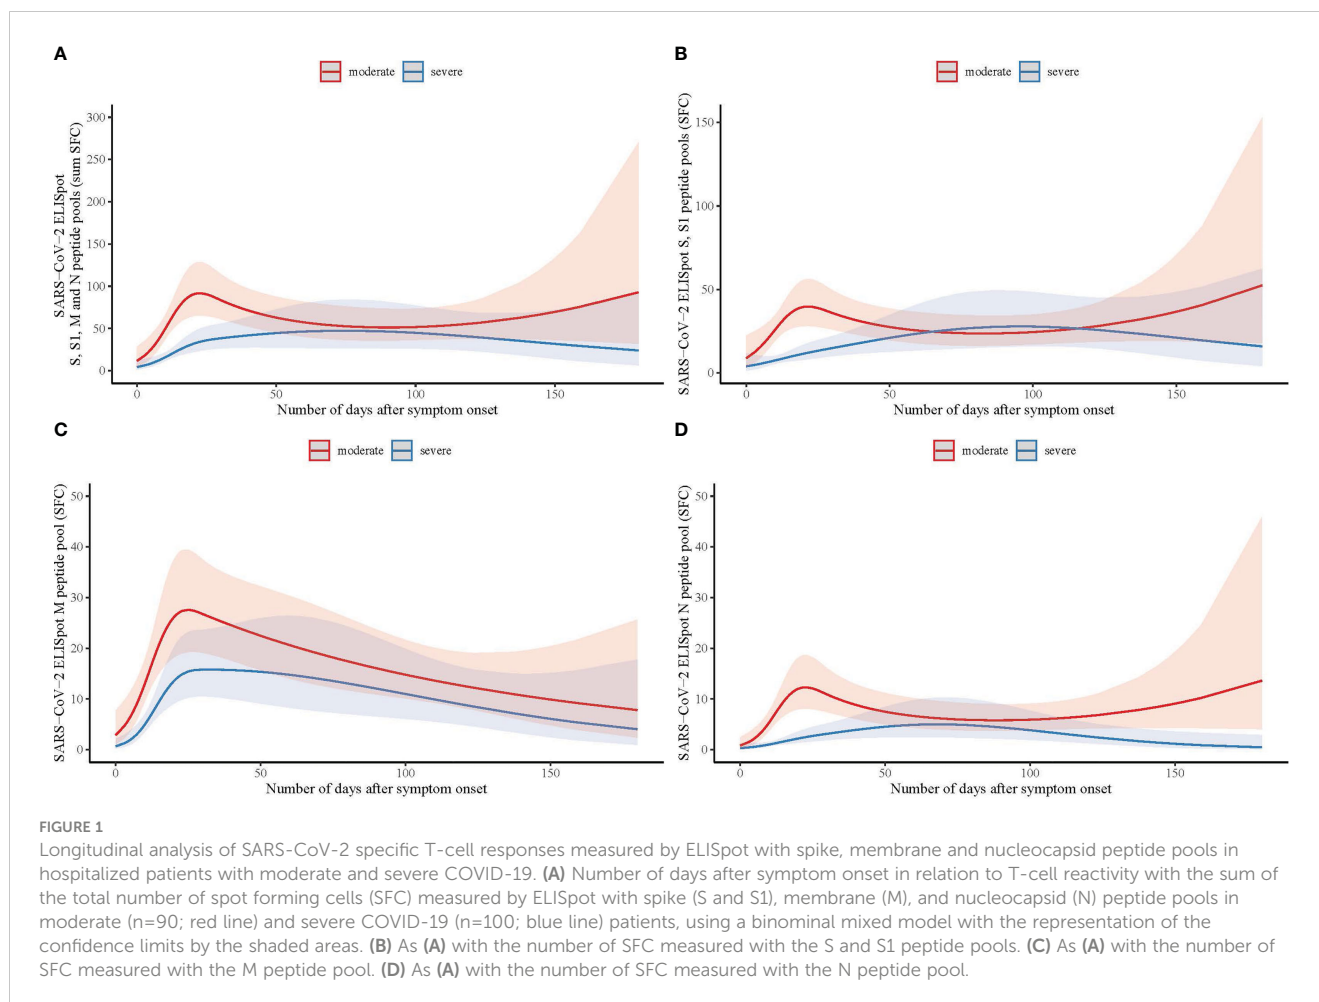 A
moderate severe
SARS−CoV−2 ELISpot
S, S1, M and N peptide pools (sum SFC)
300
250
200
150
100
50
0
0 50 100 150
Number of days after symptom onset
B
moderate severe
SARS−CoV−2 ELISpot S, S1 peptide pools (SFC)
150
100
50
0
0 50 100 150
Number of days after symptom onset
C
moderate severe
SARS−CoV−2 ELISpot M peptide pool (SFC)
50
40
30
20
10
0
0 50 100 150
Number of days after symptom onset
D
moderate severe
SARS−CoV−2 ELISpot N peptide pool (SFC)
50
40
30
20
10
0
0 50 100 150
Number of days after symptom onset
FIGURE 1
Longitudinal analysis of SARS-CoV-2 specific T-cell responses measured by ELISpot with spike, membrane and nucleocapsid peptide pools in
hospitalized patients with moderate and severe COVID-19. (A) Number of days after symptom onset in relation to T-cell reactivity with the sum of
the total number of spot forming cells (SFC) measured by ELISpot with spike (S and S1), membrane (M), and nucleocapsid (N) peptide pools in
moderate (n=90; red line) and severe COVID-19 (n=100; blue line) patients, using a binominal mixed model with the representation of the
confidence limits by the shaded areas. (B) As (A) with the number of SFC measured with the S and S1 peptide pools. (C) As (A) with the number of
SFC measured with the M peptide pool. (D) As (A) with the number of SFC measured with the N peptide pool.